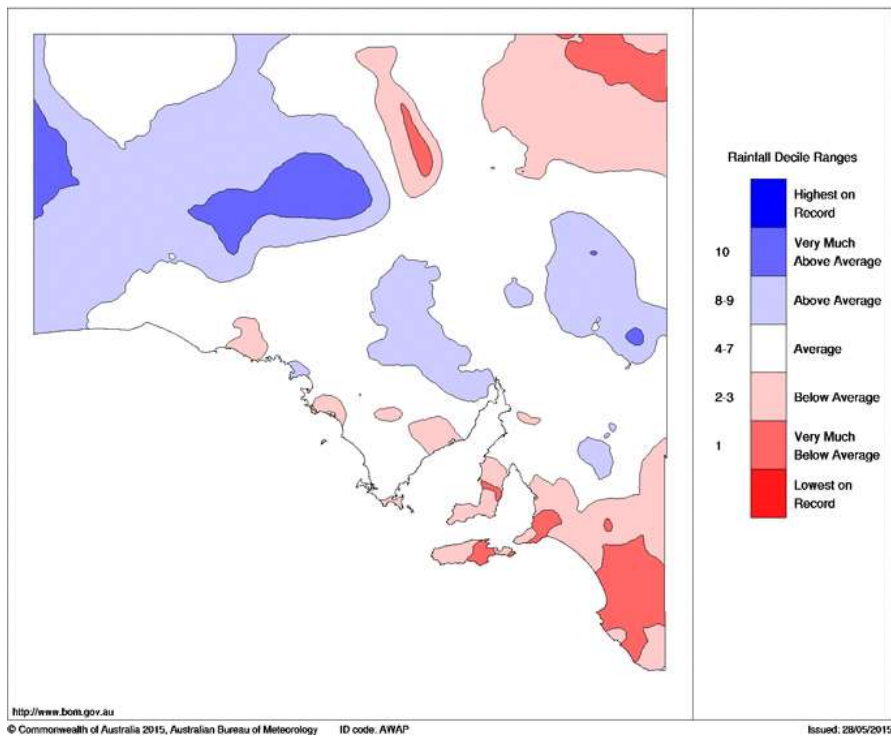 Rainfall Decile Ranges
Highest on
Record
10
Very Much
Above Average
8-9
Above Average
4-7
Average
2-3
Below Average
1
Very Much
Below Average
Lowest on
Record
http://www.bom.gov.au
© Commonwealth of Australia 2015, Australian Bureau of Meteorology ID code: AWAP Issued: 28/05/2015